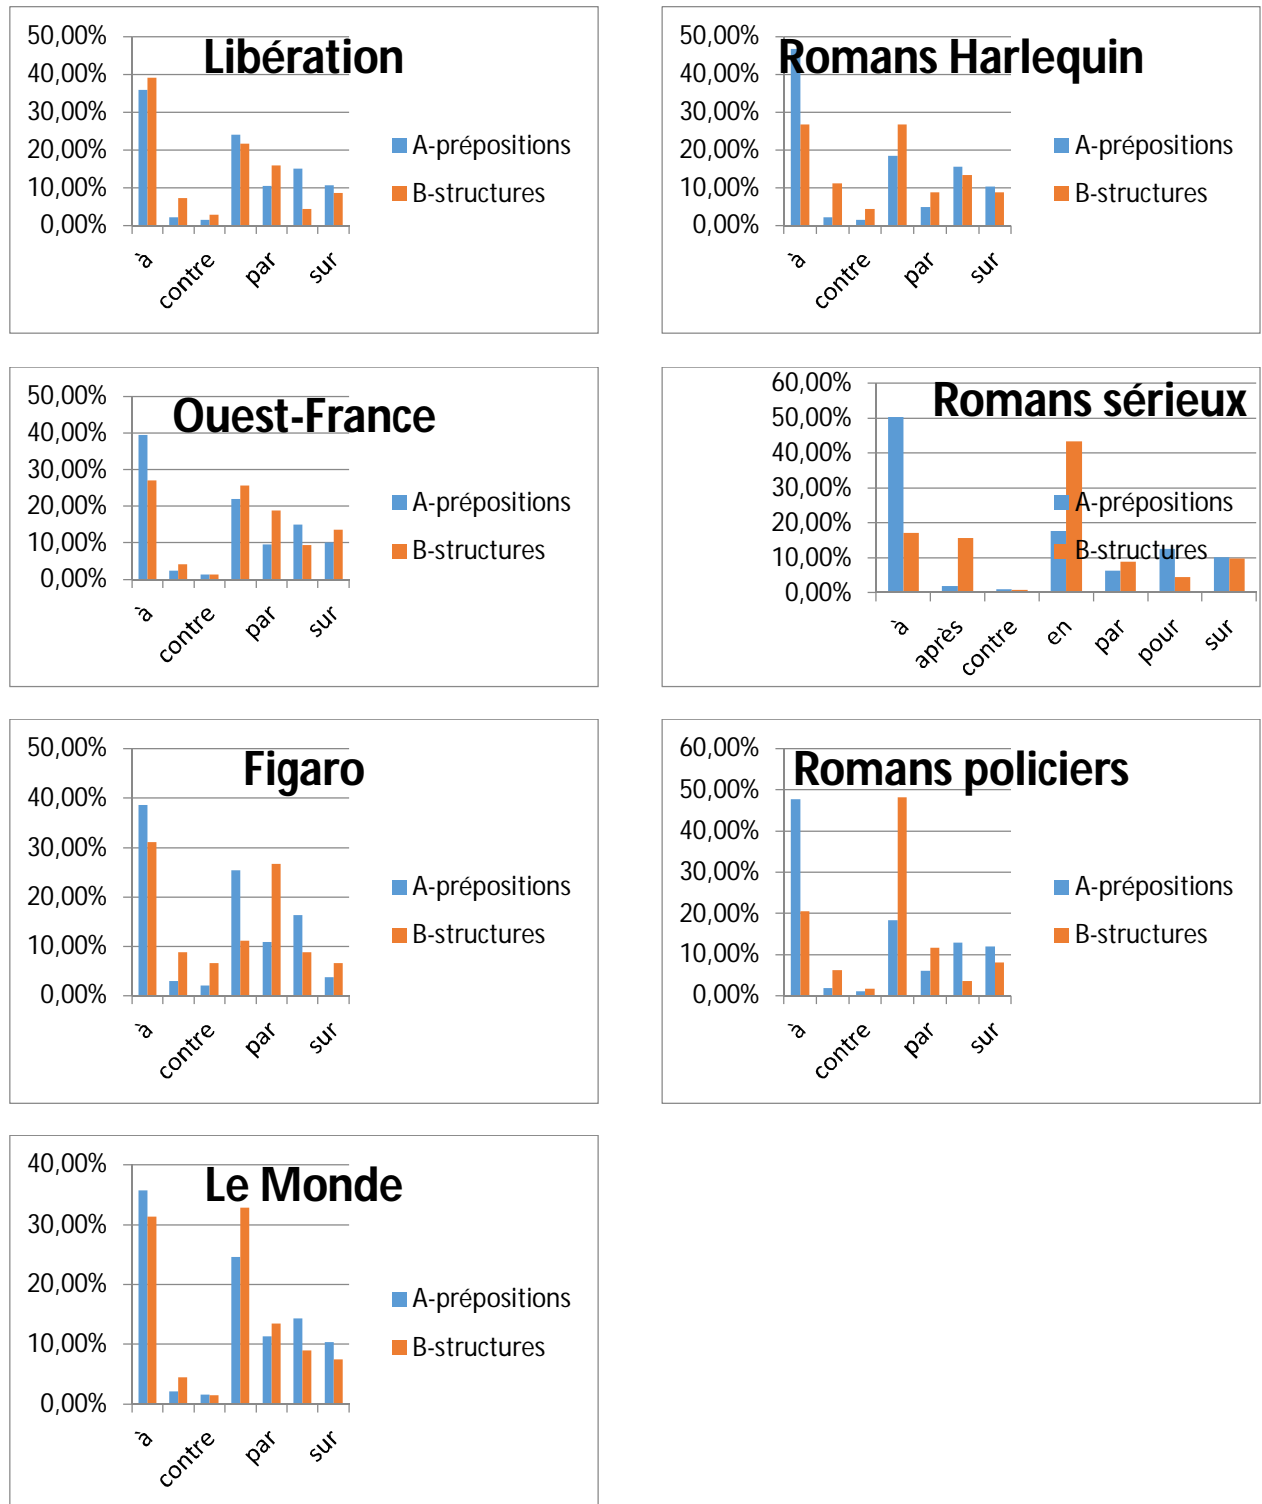 Libération
50,00%
40,00%
30,00%
20,00%
10,00%
0,00%
à
contre
par
sur
A-prépositions
B-structures
Romans Harlequin
50,00%
40,00%
30,00%
20,00%
10,00%
0,00%
à
contre
par
sur
A-prépositions
B-structures
Ouest-France
50,00%
40,00%
30,00%
20,00%
10,00%
0,00%
à
contre
par
sur
A-prépositions
B-structures
Romans sérieux
60,00%
50,00%
40,00%
30,00%
20,00%
10,00%
0,00%
à
après
contre
en
par
pour
sur
A-prépositions
B-structures
Figaro
50,00%
40,00%
30,00%
20,00%
10,00%
0,00%
à
contre
par
sur
A-prépositions
B-structures
Romans policiers
60,00%
50,00%
40,00%
30,00%
20,00%
10,00%
0,00%
à
contre
par
sur
A-prépositions
B-structures
Le Monde
40,00%
30,00%
20,00%
10,00%
0,00%
à
contre
par
sur
A-prépositions
B-structures